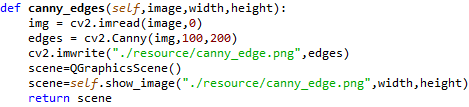 def canny_edges(self,image,width,height):
    img = cv2.imread(image,0)
    edges = cv2.Canny(img,100,200)
    cv2.imwrite("./resource/canny_edge.png",edges)
    scene=QGraphicsScene()
    scene=self.show_image("./resource/canny_edge.png",width,height)
    return scene